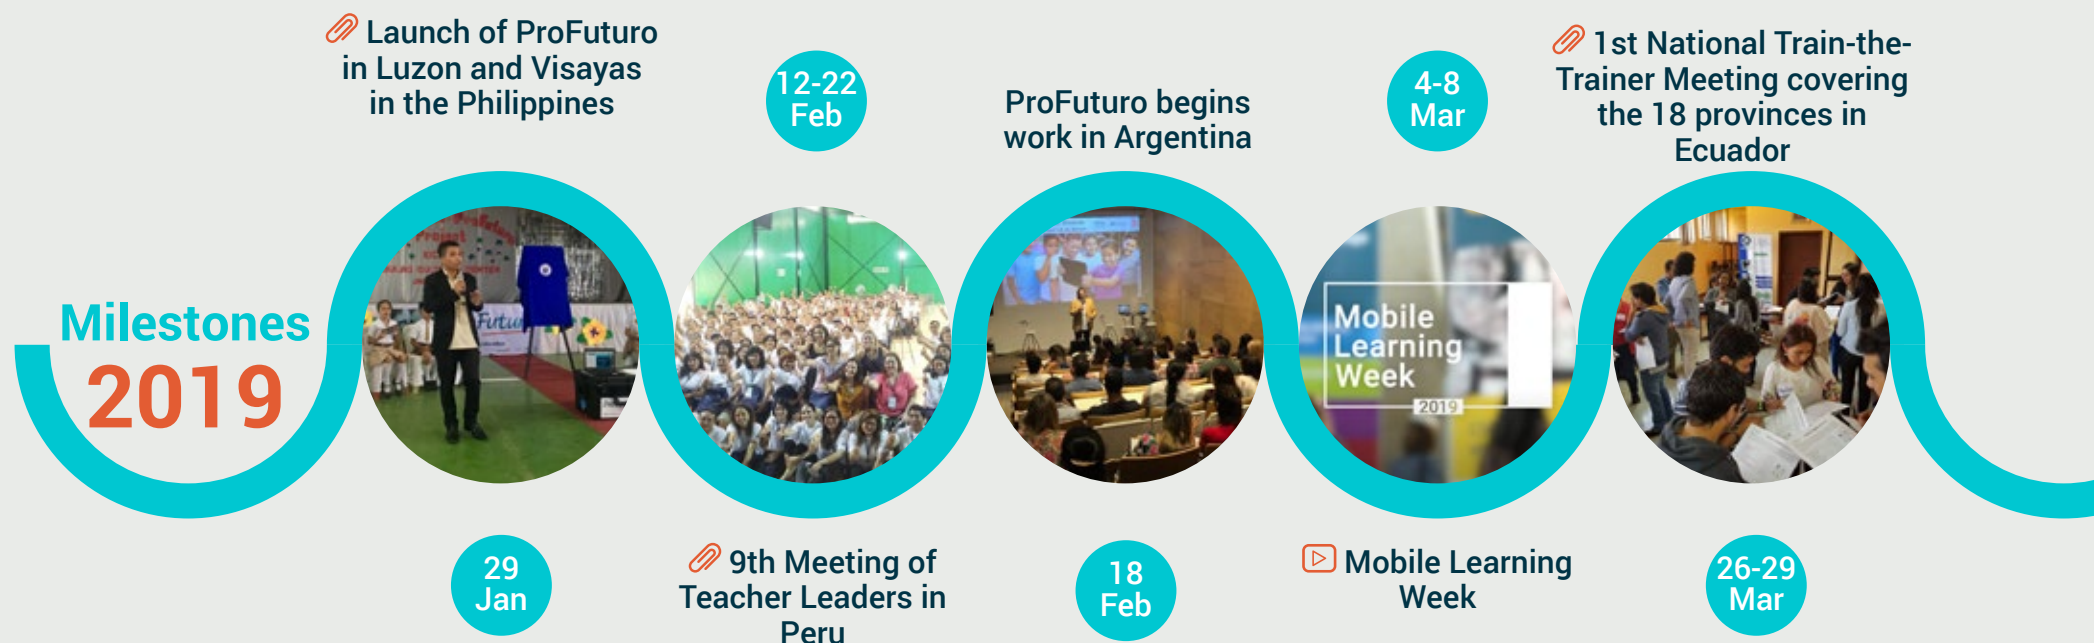 Milestones
2019
Launch of ProFuturo
in Luzon and Visayas
in the Philippines
29
Jan
12-22
Feb
9th Meeting of
Teacher Leaders in
Peru
ProFuturo begins
work in Argentina
18
Feb
4-8
Mar
Mobile
Learning
Week
2019
Mobile Learning
Week
1st National Train-the-
Trainer Meeting covering
the 18 provinces in
Ecuador
26-29
Mar